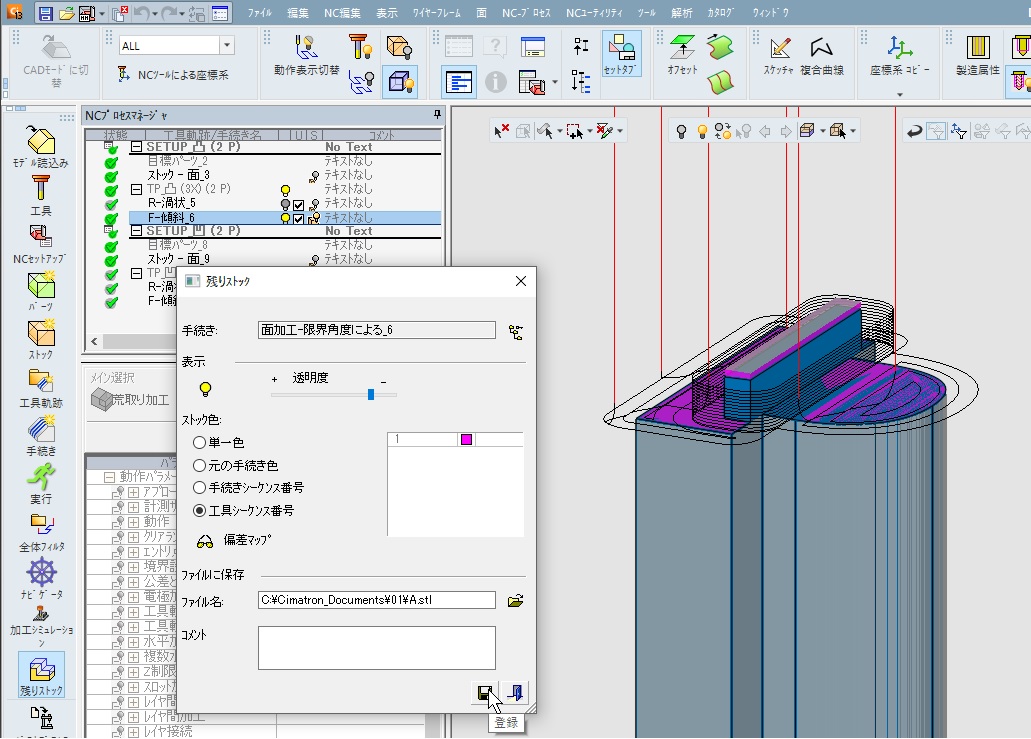 ファイル 編集 NC編集 表示 ワイヤーフレーム 面 NC-プロセス NCユーティリティ ツール 解析 カタログ ウィンドウ
CADモードに切替
ALL
NCツールによる座標系
動作表示切替
セットタブ
オフセット
スケッチャ
複合曲線
座標系 コピー
製造属性
モデル読込み
工具
NCセットアップ
パーツ
ストック
工具軌跡
手続き
実行
全体フィルタ
ナビゲータ
加工シミュレーション
残りストック
NCプロセスマネージャ
状態 工具軌跡/手続き名 U S コメント
SETUP_凸 (2 P) No Text
目標パーツ_2 テキストなし
ストック - 面_3 テキストなし
TP_凸 (3X) (2 P) テキストなし
R-渦状_5 テキストなし
F-傾斜_6 テキストなし
SETUP_凹 (2 P) No Text
目標パーツ_8 テキストなし
ストック - 面_9 テキストなし
TP_凹
R-渦
F-傾
メイン選択
荒取り加工
パラ
動作パラメー
アプロー
計測サ
動作
クリアラン
エントリ
境界設
公差と
電極加
工具軌
工具軌
水平加
複数水
Z制限
スロット
レイヤ間
レイヤ間加工
レイヤ接続
残りストック
手続き: 面加工-限界角度による_6
表示
+ 透明度 -
ストック色:
単一色
元の手続き色
手続きシーケンス番号
工具シーケンス番号
1
偏差マップ
ファイルに保存
ファイル名: C:¥Cimatron_Documents¥01¥A.stl
コメント
登録